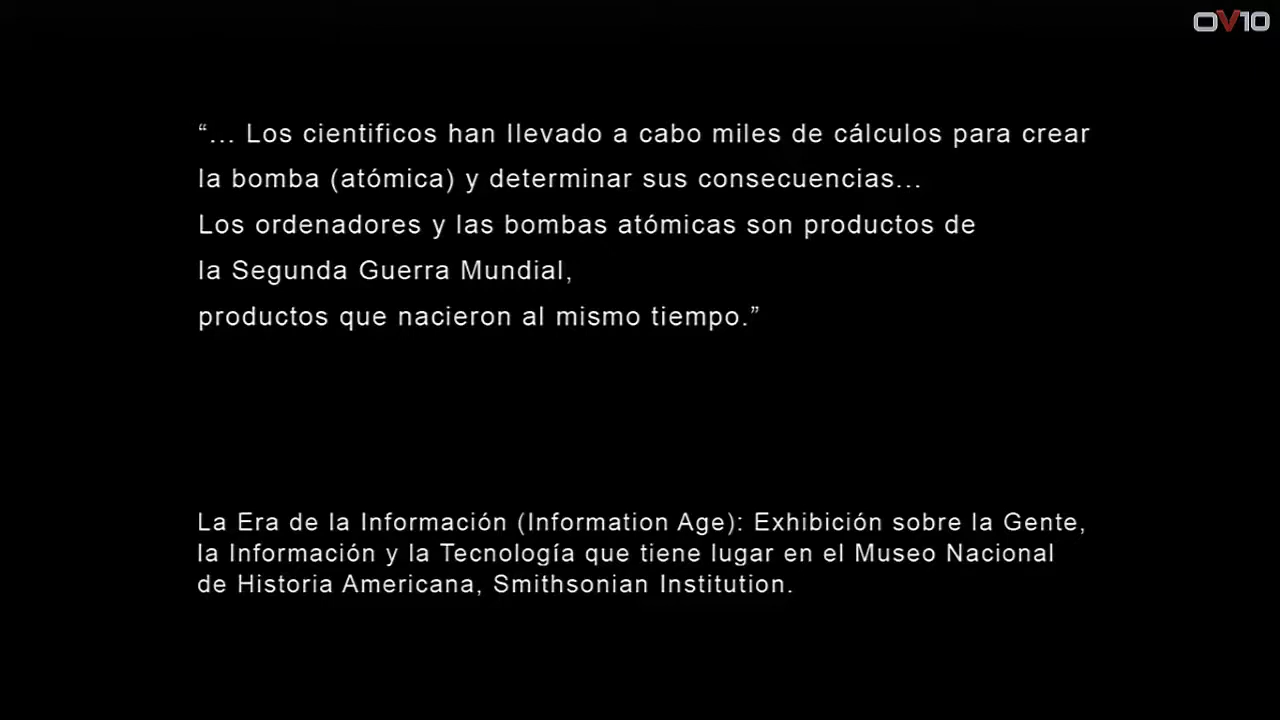 OV10
“... Los cientificos han llevado a cabo miles de cálculos para crear
la bomba (atómica) y determinar sus consecuencias...
Los ordenadores y las bombas atómicas son productos de
la Segunda Guerra Mundial,
productos que nacieron al mismo tiempo.”
La Era de la Información (Information Age): Exhibición sobre la Gente,
la Información y la Tecnología que tiene lugar en el Museo Nacional
de Historia Americana, Smithsonian Institution.